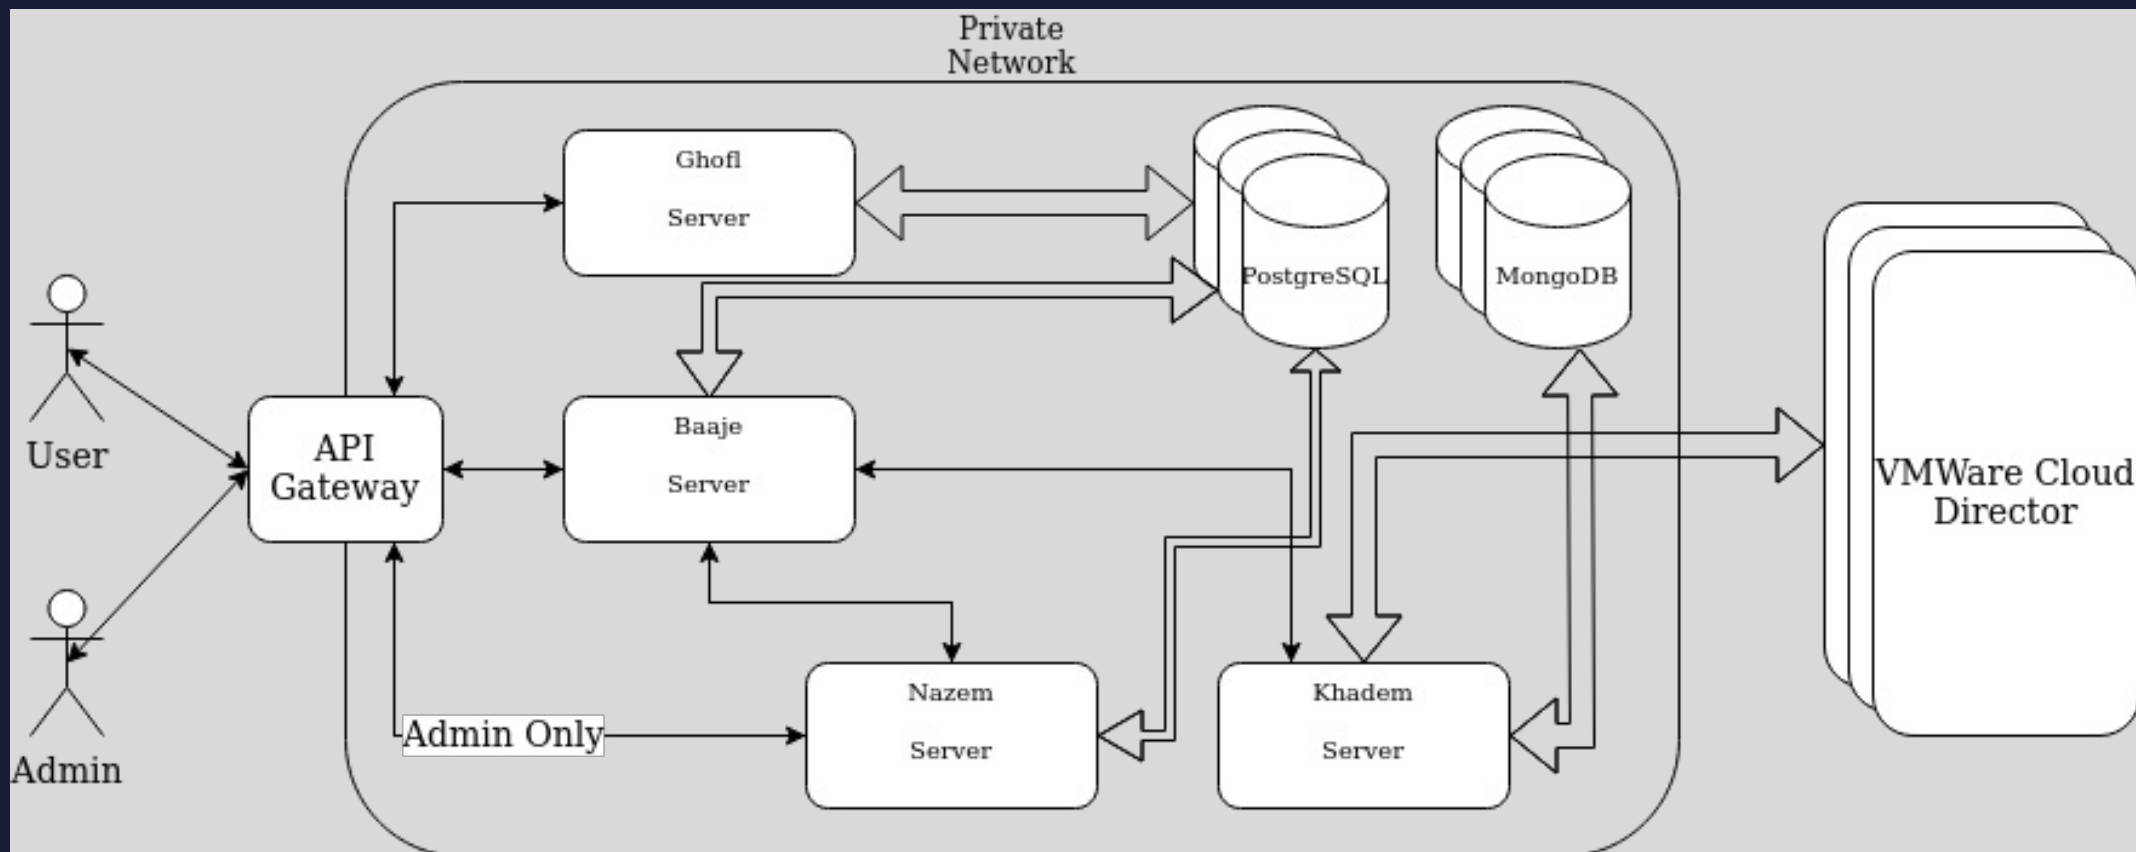 Private
Network
Ghofl
Server
PostgreSQL
MongoDB
User
API
Gateway
Baaje
Server
VMWare Cloud
Director
Admin
Admin Only
Nazem
Server
Khadem
Server